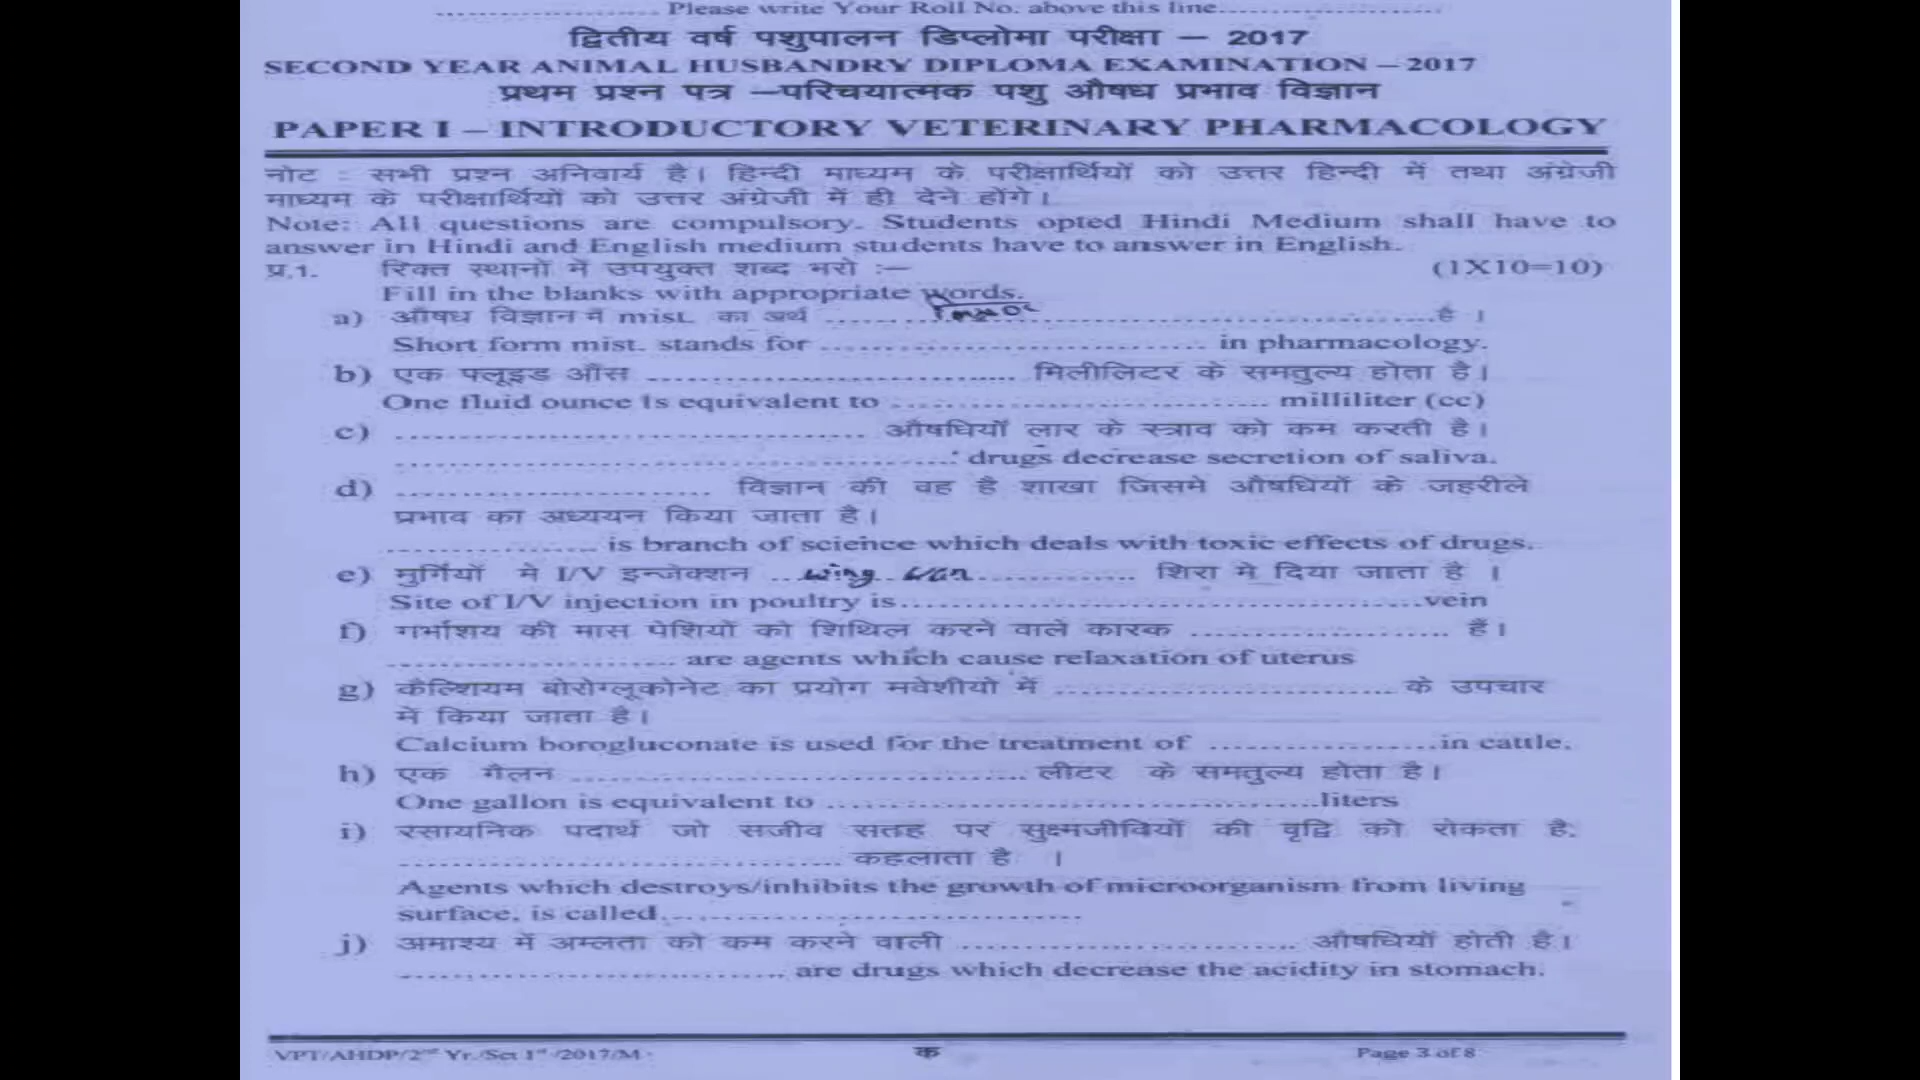 ..................... Please write Your Roll No. above this line.....................
द्वितीय वर्ष पशुपालन डिप्लोमा परीक्षा – 2017
SECOND YEAR ANIMAL HUSBANDRY DIPLOMA EXAMINATION – 2017
प्रथम प्रश्न पत्र –परिचयात्मक पशु औषध प्रभाव विज्ञान
PAPER I – INTRODUCTORY VETERINARY PHARMACOLOGY
नोट : सभी प्रश्न अनिवार्य है। हिन्दी माध्यम के परीक्षार्थियों को उत्तर हिन्दी में तथा अंग्रेजी
माध्यम के परीक्षार्थियों को उत्तर अंग्रेजी में ही देने होंगे।
Note: All questions are compulsory. Students opted Hindi Medium shall have to
answer in Hindi and English medium students have to answer in English.
प्र.1. रिक्त स्थानों में उपयुक्त शब्द भरो :– (1X10=10)
Fill in the blanks with appropriate words.
a) औषध विज्ञान मैं mist. का अर्थ ........................................ है ।
Short form mist. stands for .............................. in pharmacology.
b) एक फ्लूइड औंस .............................. मिलीलिटर के समतुल्य होता है।
One fluid ounce is equivalent to .............................. milliliter (cc)
c) .............................. औषधियाँ लार के स्त्राव को कम करती है।
.............................. drugs decrease secretion of saliva.
d) ......................... विज्ञान की वह है शाखा जिसमे औषधियों के जहरीले
प्रभाव का अध्ययन किया जाता है।
.................. is branch of science which deals with toxic effects of drugs.
e) मुर्गियों मे I/V इन्जेक्शन ...wing............... शिरा मे दिया जाता है ।
Site of I/V injection in poultry is........................................vein
f) गर्भाशय की मास पेशियों को शिथिल करने वाले कारक ..................... हैं।
........................ are agents which cause relaxation of uterus
g) कैल्शियम बोरोग्लूकोनेट का प्रयोग मवेशीयो में ........................... के उपचार
में किया जाता है।
Calcium borogluconate is used for the treatment of ...................in cattle.
h) एक गैलन .................................... लीटर के समतुल्य होता है।
One gallon is equivalent to ......................................liters
i) रसायनिक पदार्थ जो सजीव सतह पर सुक्ष्मजीवियों की वृद्वि को रोकता है,
................................... कहलाता है ।
Agents which destroys/inhibits the growth of microorganism from living
surface, is called..................................
j) अमाश्य में अम्लता को कम करने वाली ........................... औषधियाँ होती है।
............................... are drugs which decrease the acidity in stomach.
VPT/AHDP/2nd Yr./Set 1st /2017/M क Page 3 of 8